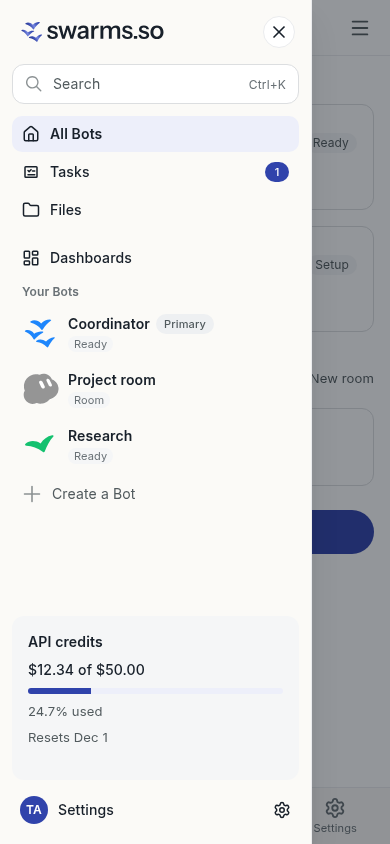 swarms.so
Search Ctrl+K
All Bots
Tasks 1
Files
Dashboards
Your Bots
Coordinator Primary
Ready
Project room
Room
Research
Ready
Create a Bot
API credits
$12.34 of $50.00
24.7% used
Resets Dec 1
TA Settings
Ready
Setup
New room
Settings